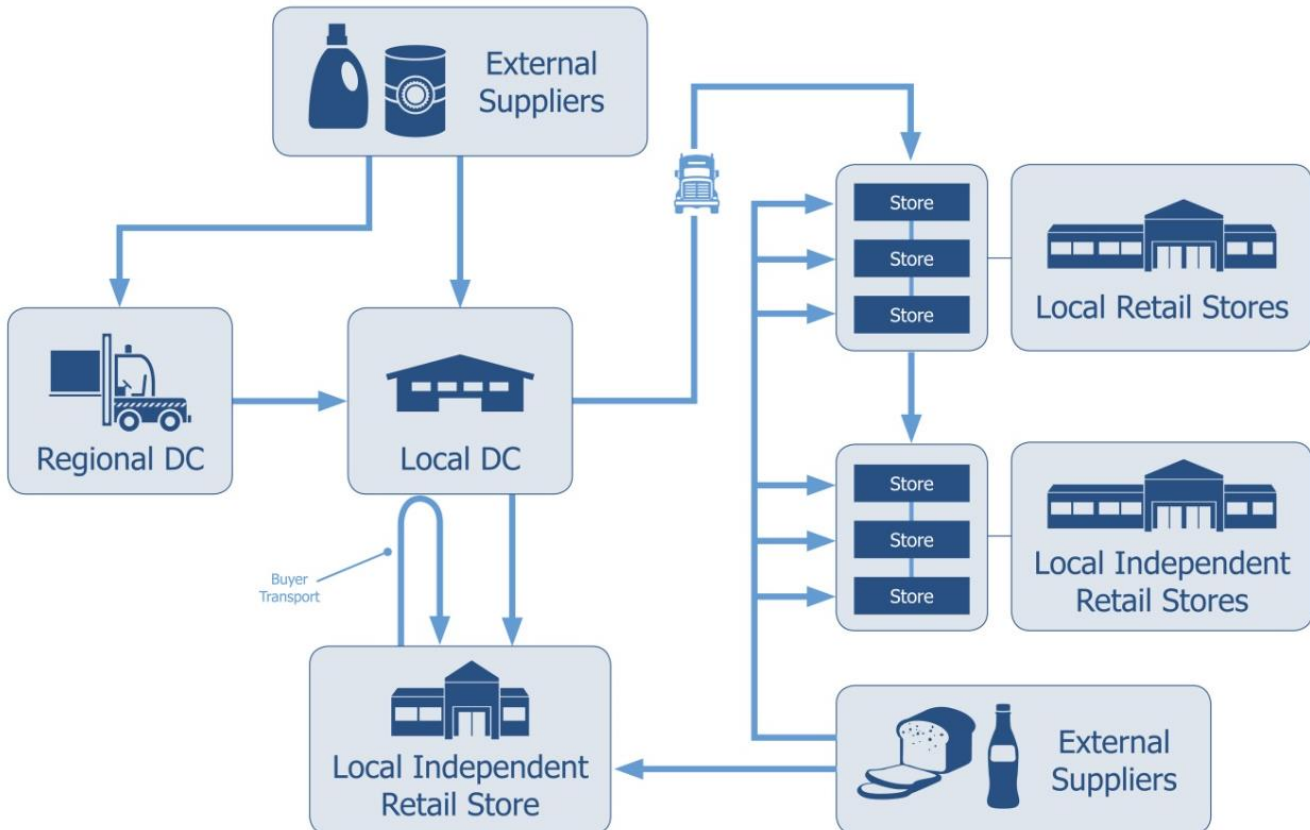 External
Suppliers
Store
Store
Store
Local Retail Stores
Regional DC
Local DC
Store
Store
Store
Local Independent
Retail Stores
Buyer
Transport
Local Independent
Retail Store
External
Suppliers